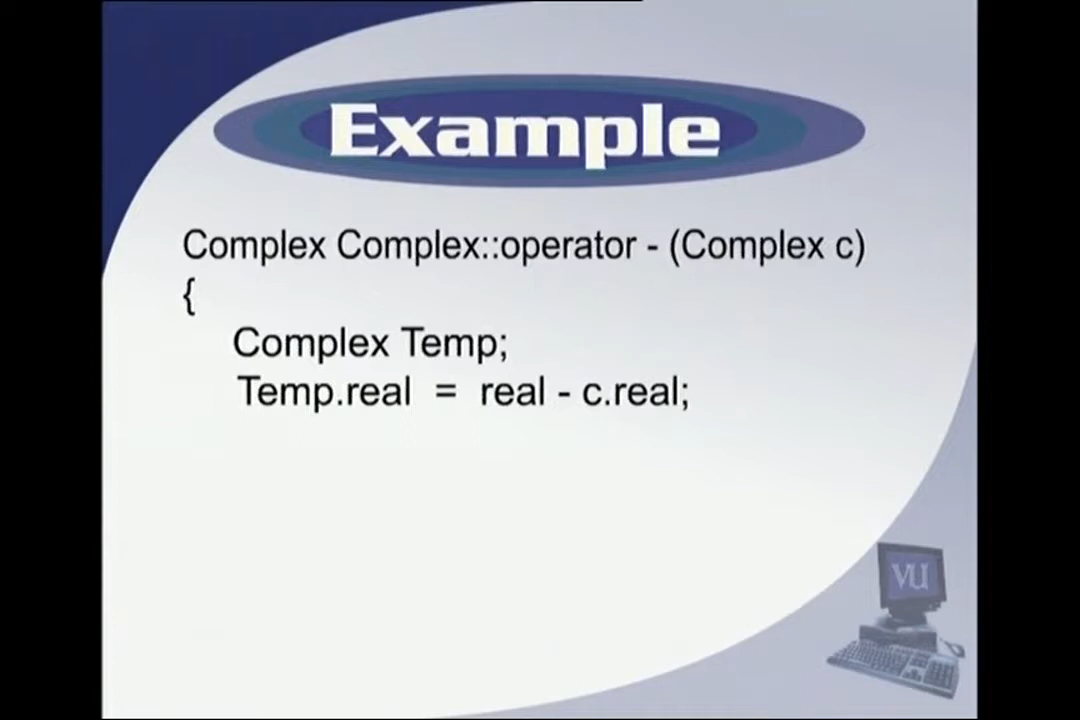 Example
Complex Complex::operator - (Complex c)
{
Complex Temp;
Temp.real = real - c.real;
VU